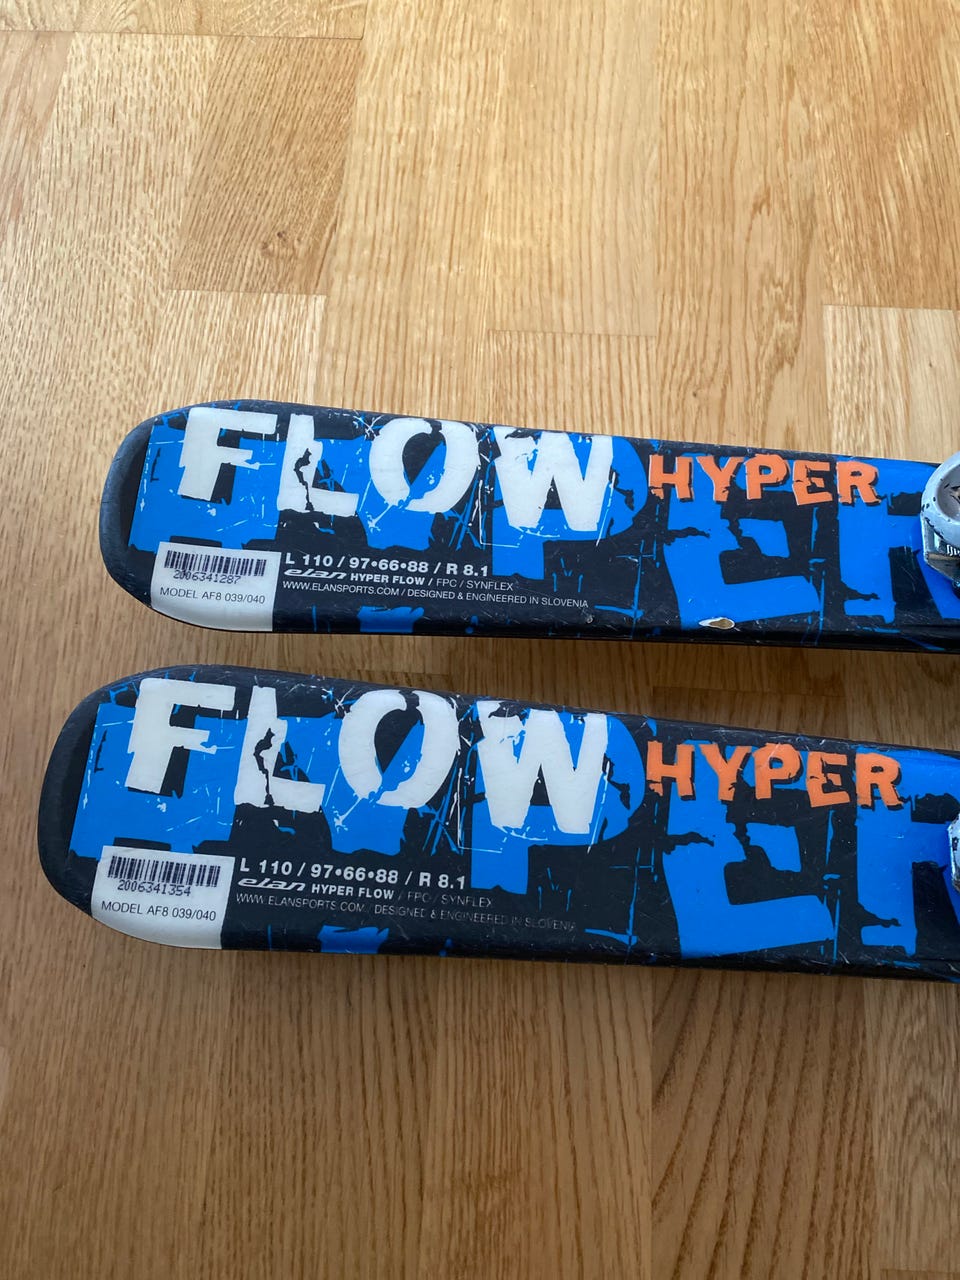 FLOW HYPER
HYPER
L 110 / 97•66•88 / R 8.1
elan HYPER FLOW / FPC / SYNFLEX
WWW.ELANSPORTS.COM / DESIGNED & ENGINEERED IN SLOVENIA
2006341287
MODEL AF8 039/040
FLOW HYPER
HYPER
L 110 / 97•66•88 / R 8.1
elan HYPER FLOW / FPC / SYNFLEX
WWW.ELANSPORTS.COM / DESIGNED & ENGINEERED IN SLOVENIA
2006341354
MODEL AF8 039/040